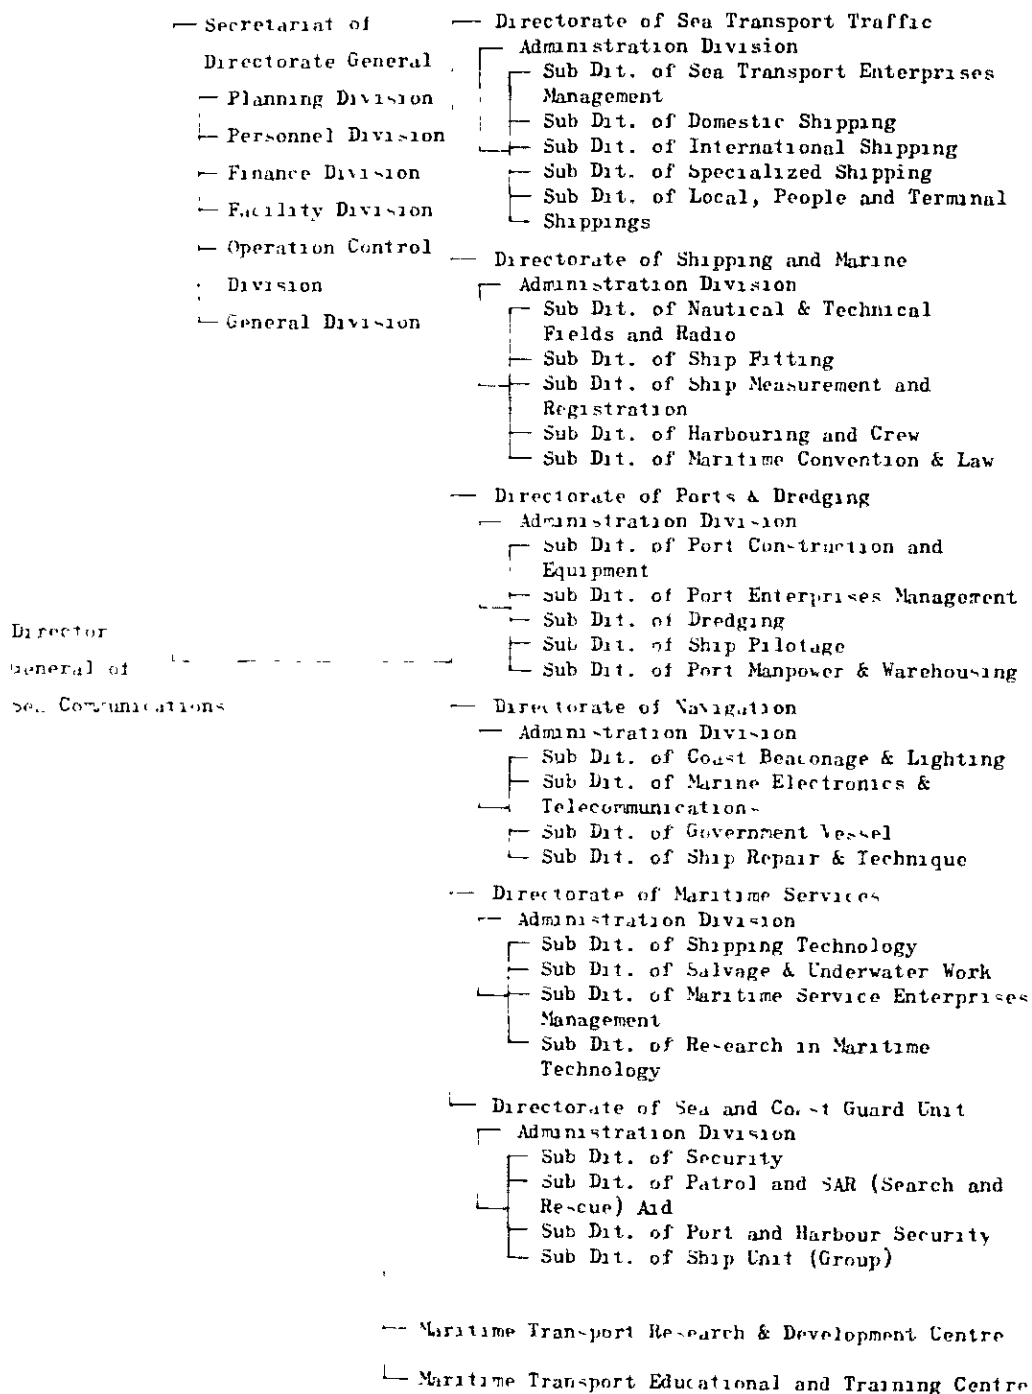 Secretariat of
Directorate General
Planning Division
Personnel Division
Finance Division
Facility Division
Operation Control
Division
General Division
Directorate of Sea Transport Traffic
Administration Division
Sub Dit. of Sea Transport Enterprises
Management
Sub Dit. of Domestic Shipping
Sub Dit. of International Shipping
Sub Dit. of Specialized Shipping
Sub Dit. of Local, People and Terminal
Shippings
Directorate of Shipping and Marine
Administration Division
Sub Dit. of Nautical & Technical
Fields and Radio
Sub Dit. of Ship Fitting
Sub Dit. of Ship Measurement and
Registration
Sub Dit. of Harbouring and Crew
Sub Dit. of Maritime Convention & Law
Directorate of Ports & Dredging
Administration Division
Sub Dit. of Port Construction and
Equipment
Sub Dit. of Port Enterprises Management
Sub Dit. of Dredging
Sub Dit. of Ship Pilotage
Sub Dit. of Port Manpower & Warehousing
Director
General of
Sea Communications
Directorate of Navigation
Administration Division
Sub Dit. of Coast Beaconage & Lighting
Sub Dit. of Marine Electronics &
Telecommunications
Sub Dit. of Government Vessel
Sub Dit. of Ship Repair & Technique
Directorate of Maritime Services
Administration Division
Sub Dit. of Shipping Technology
Sub Dit. of Salvage & Underwater Work
Sub Dit. of Maritime Service Enterprises
Management
Sub Dit. of Research in Maritime
Technology
Directorate of Sea and Coast Guard Unit
Administration Division
Sub Dit. of Security
Sub Dit. of Patrol and SAR (Search and
Rescue) Aid
Sub Dit. of Port and Harbour Security
Sub Dit. of Ship Unit (Group)
Maritime Transport Research & Development Centre
Maritime Transport Educational and Training Centre